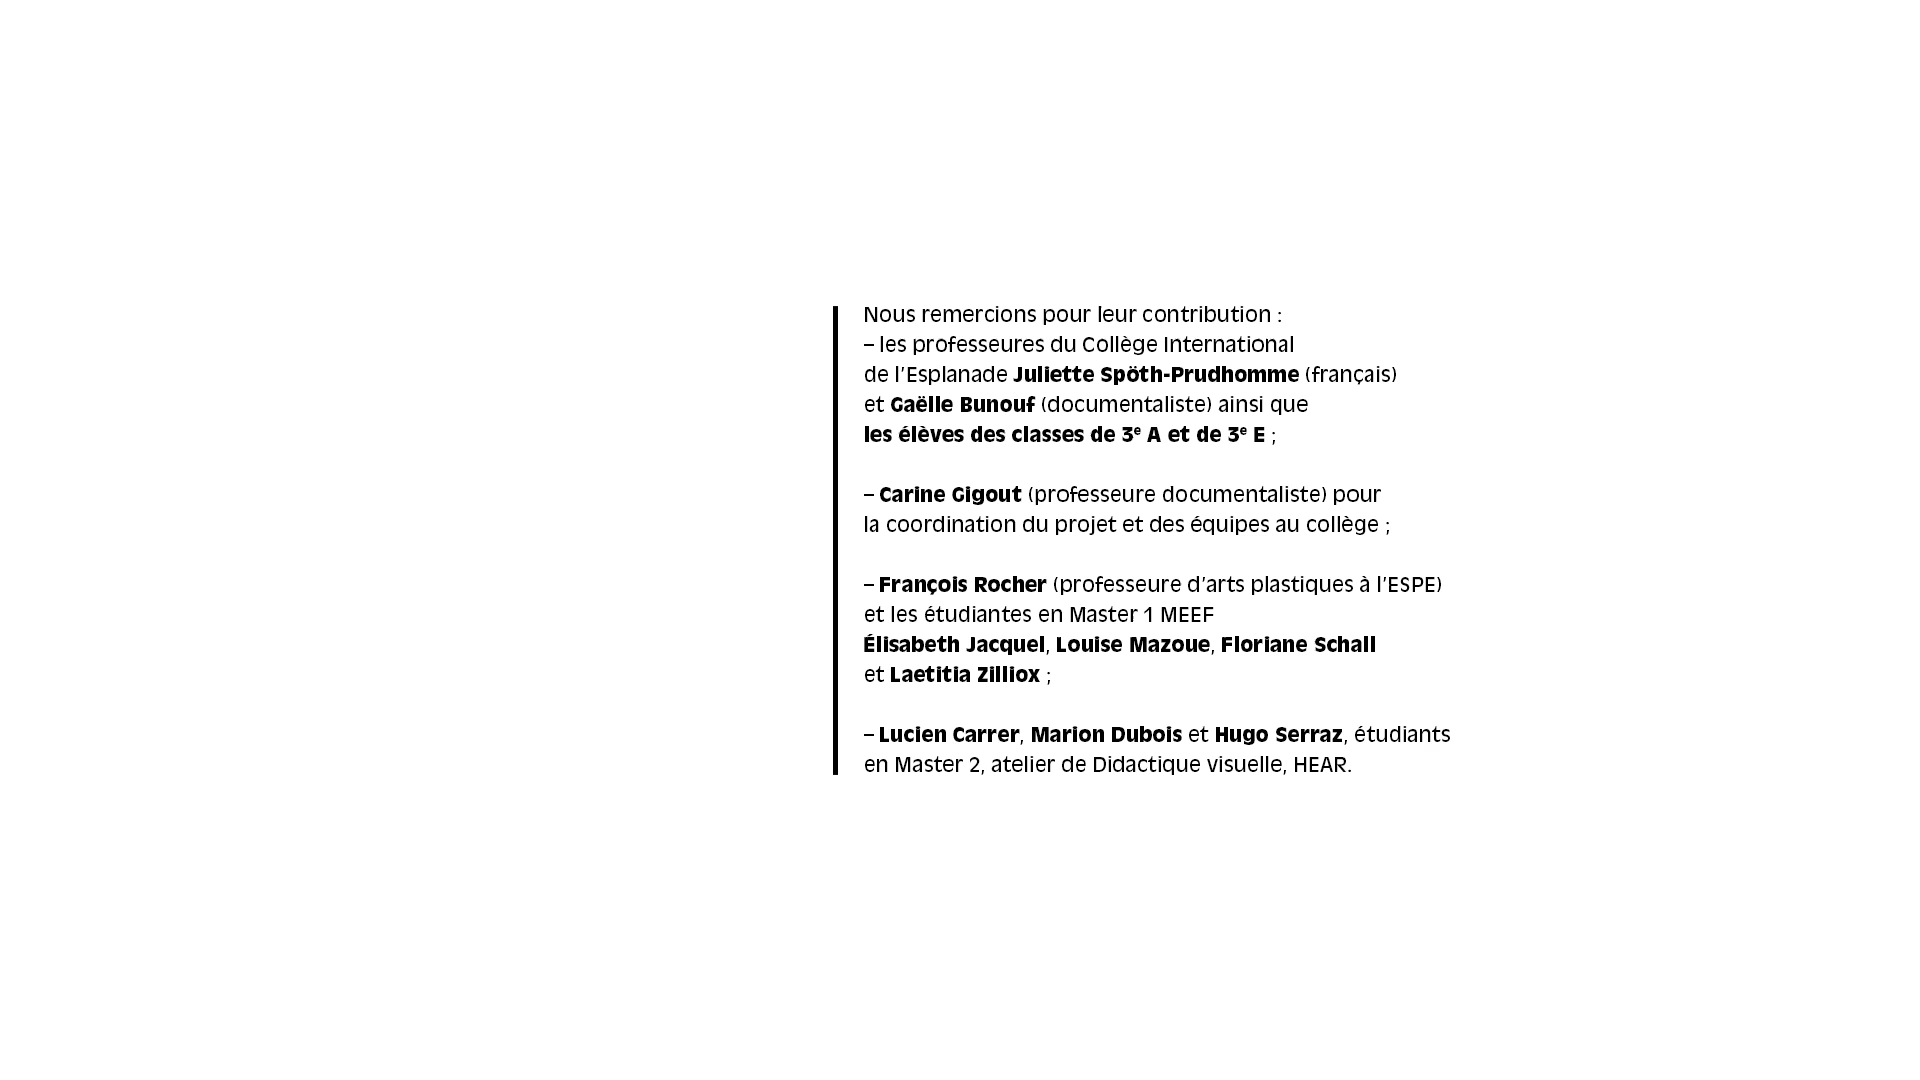 Nous remercions pour leur contribution :
– les professeures du Collège International
de l’Esplanade Juliette Spöth-Prudhomme (français)
et Gaëlle Bunouf (documentaliste) ainsi que
les élèves des classes de 3ᵉ A et de 3ᵉ E ;
– Carine Gigout (professeure documentaliste) pour
la coordination du projet et des équipes au collège ;
– François Rocher (professeure d’arts plastiques à l’ESPE)
et les étudiantes en Master 1 MEEF
Élisabeth Jacquel, Louise Mazoue, Floriane Schall
et Laetitia Zilliox ;
– Lucien Carrer, Marion Dubois et Hugo Serraz, étudiants
en Master 2, atelier de Didactique visuelle, HEAR.